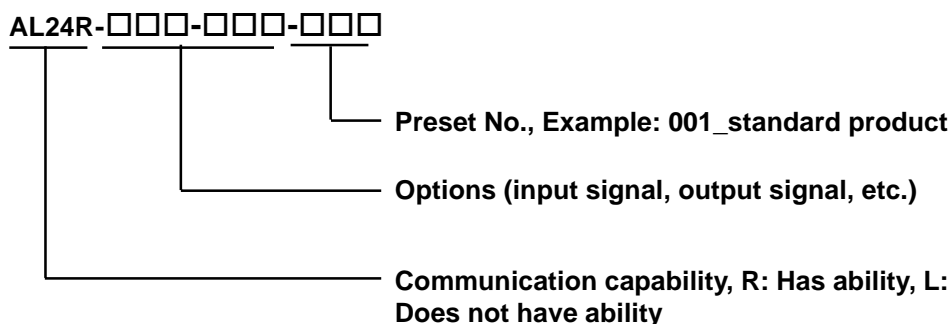 AL24R-□□□-□□□-□□□
Preset No., Example: 001_standard product
Options (input signal, output signal, etc.)
Communication capability, R: Has ability, L:
Does not have ability